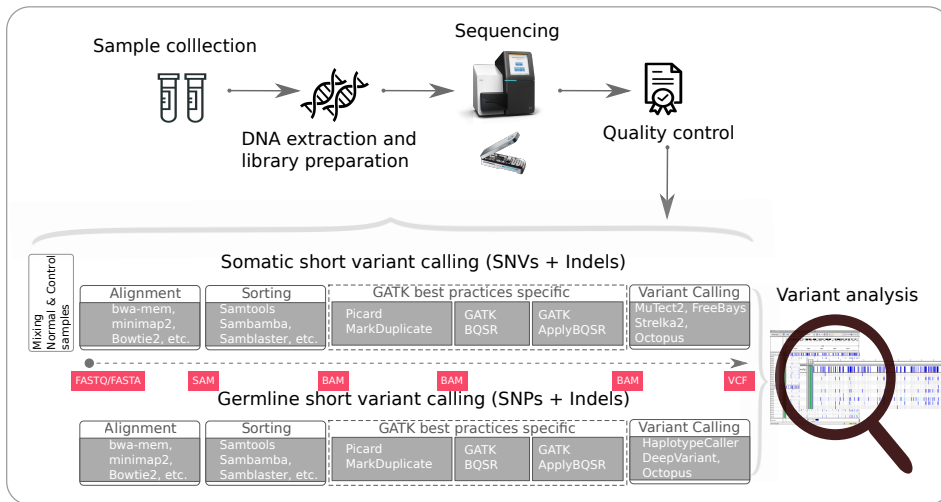 Sample colllection
Sequencing
DNA extraction and
library preparation
Quality control
Mixing
Normal & Control
samples
Somatic short variant calling (SNVs + Indels)
Alignment
bwa-mem,
minimap2,
Bowtie2, etc.
Sorting
Samtools
Sambamba,
Samblaster, etc.
GATK best practices specific
Picard
MarkDuplicate
GATK
BQSR
GATK
ApplyBQSR
Variant Calling
MuTect2, FreeBays
Strelka2,
Octopus
Variant analysis
FASTQ/FASTA
SAM
BAM
BAM
BAM
VCF
Germline short variant calling (SNPs + Indels)
Alignment
bwa-mem,
minimap2,
Bowtie2, etc.
Sorting
Samtools
Sambamba,
Samblaster, etc.
GATK best practices specific
Picard
MarkDuplicate
GATK
BQSR
GATK
ApplyBQSR
Variant Calling
HaplotypeCaller
DeepVariant,
Octopus